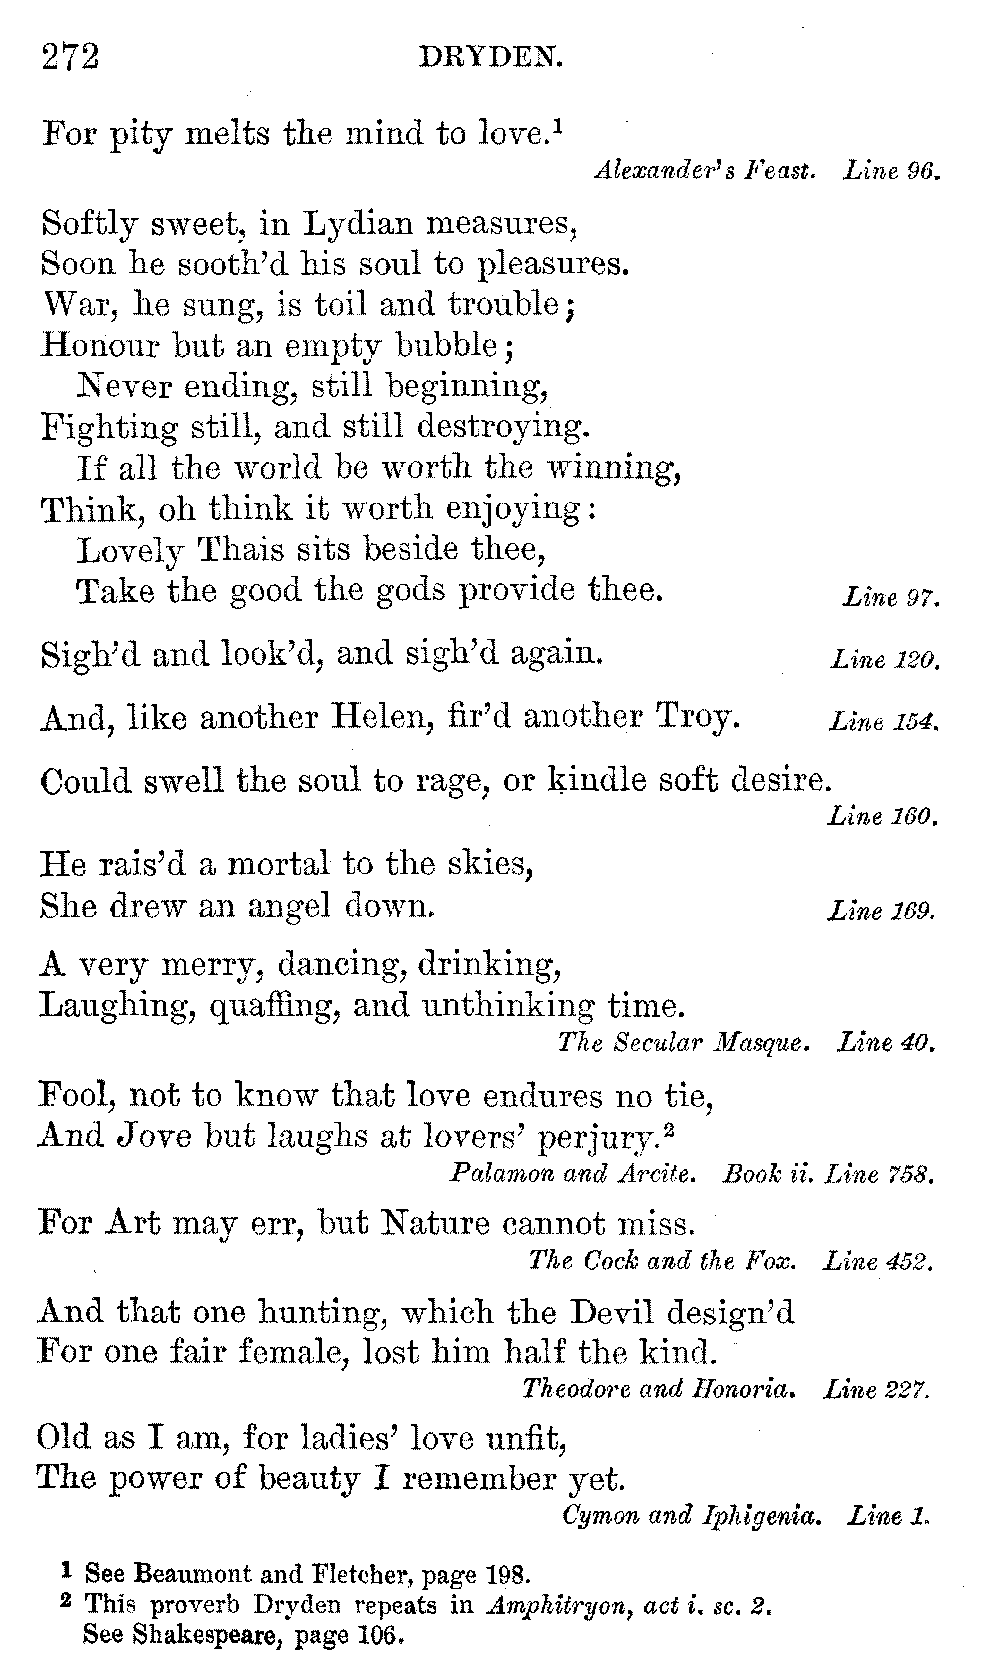 272 DRYDEN.
For pity melts the mind to love.¹
Alexander's Feast. Line 96.
Softly sweet, in Lydian measures,
Soon he sooth'd his soul to pleasures.
War, he sung, is toil and trouble;
Honour but an empty bubble;
Never ending, still beginning,
Fighting still, and still destroying.
If all the world be worth the winning,
Think, oh think it worth enjoying:
Lovely Thais sits beside thee,
Take the good the gods provide thee. Line 97.
Sigh'd and look'd, and sigh'd again. Line 120.
And, like another Helen, fir'd another Troy. Line 154.
Could swell the soul to rage, or kindle soft desire.
Line 160.
He rais'd a mortal to the skies,
She drew an angel down. Line 169.
A very merry, dancing, drinking,
Laughing, quaffing, and unthinking time.
The Secular Masque. Line 40.
Fool, not to know that love endures no tie,
And Jove but laughs at lovers' perjury.²
Palamon and Arcite. Book ii. Line 758.
For Art may err, but Nature cannot miss.
The Cock and the Fox. Line 452.
And that one hunting, which the Devil design'd
For one fair female, lost him half the kind.
Theodore and Honoria. Line 227.
Old as I am, for ladies' love unfit,
The power of beauty I remember yet.
Cymon and Iphigenia. Line 1.
1 See Beaumont and Fletcher, page 198.
2 This proverb Dryden repeats in Amphitryon, act i. sc. 2.
See Shakespeare, page 106.